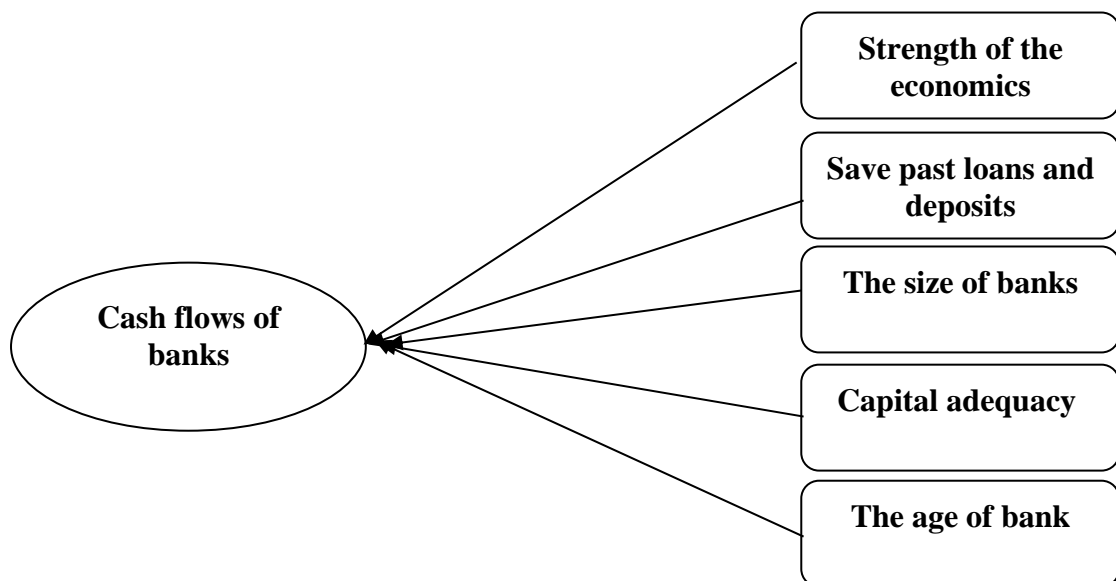 Strength of the
economics
Save past loans and
deposits
The size of banks
Cash flows of
banks
Capital adequacy
The age of bank